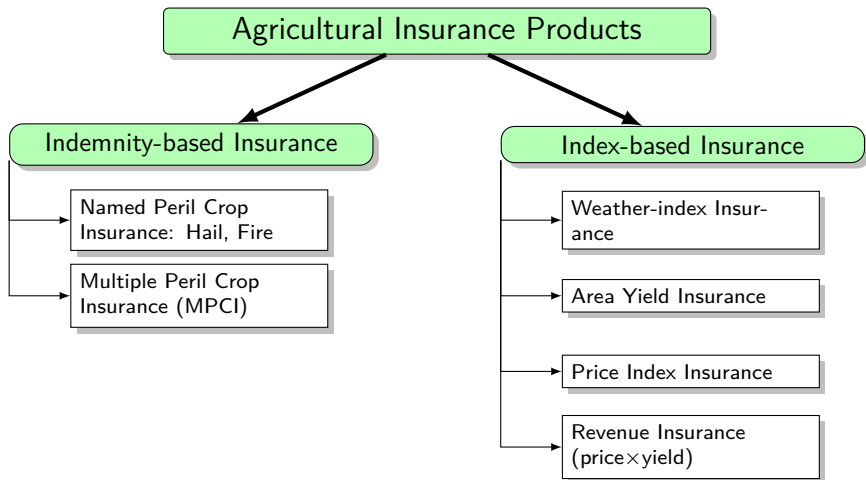 Agricultural Insurance Products
Indemnity-based Insurance
Named Peril Crop
Insurance: Hail, Fire
Multiple Peril Crop
Insurance (MPCI)
Index-based Insurance
Weather-index Insur-
ance
Area Yield Insurance
Price Index Insurance
Revenue Insurance
(price×yield)